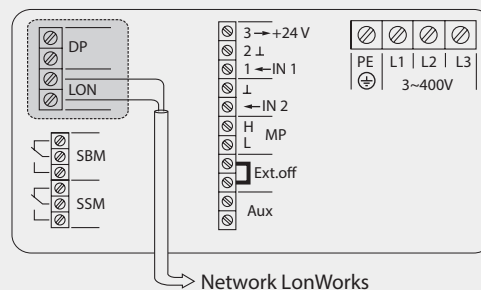 DP
LON
SBM
SSM
3 → +24 V
2 ⊥
1 ← IN 1
⊥
← IN 2
H
L
MP
Ext.off
Aux
PE L1 L2 L3
3~400V
Network LonWorks